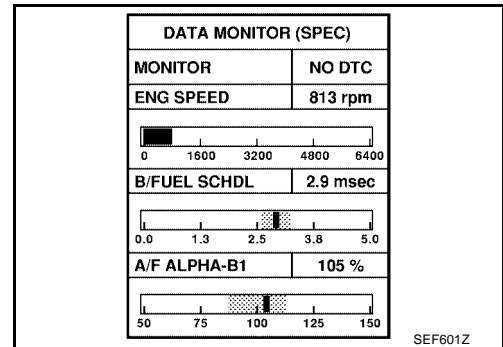 DATA MONITOR (SPEC)
MONITOR NO DTC
ENG SPEED 813 rpm
0 1600 3200 4800 6400
B/FUEL SCHDL 2.9 msec
0.0 1.3 2.5 3.8 5.0
A/F ALPHA-B1 105 %
50 75 100 125 150
SEF601Z